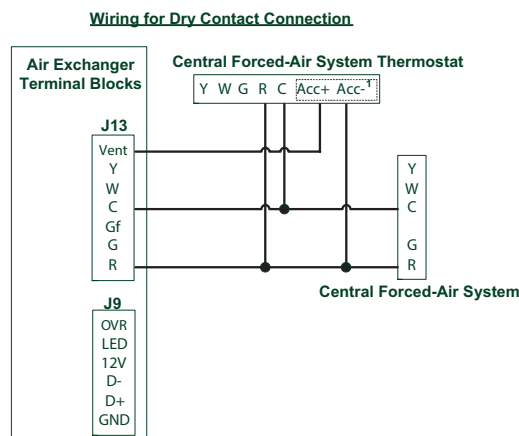 Wiring for Dry Contact Connection
Air Exchanger
Terminal Blocks
Central Forced-Air System Thermostat
Y W G R C Acc+ Acc-1
J13
Vent
Y
W
C
Gf
G
R
Y
W
C
G
R
Central Forced-Air System
J9
OVR
LED
12V
D-
D+
GND